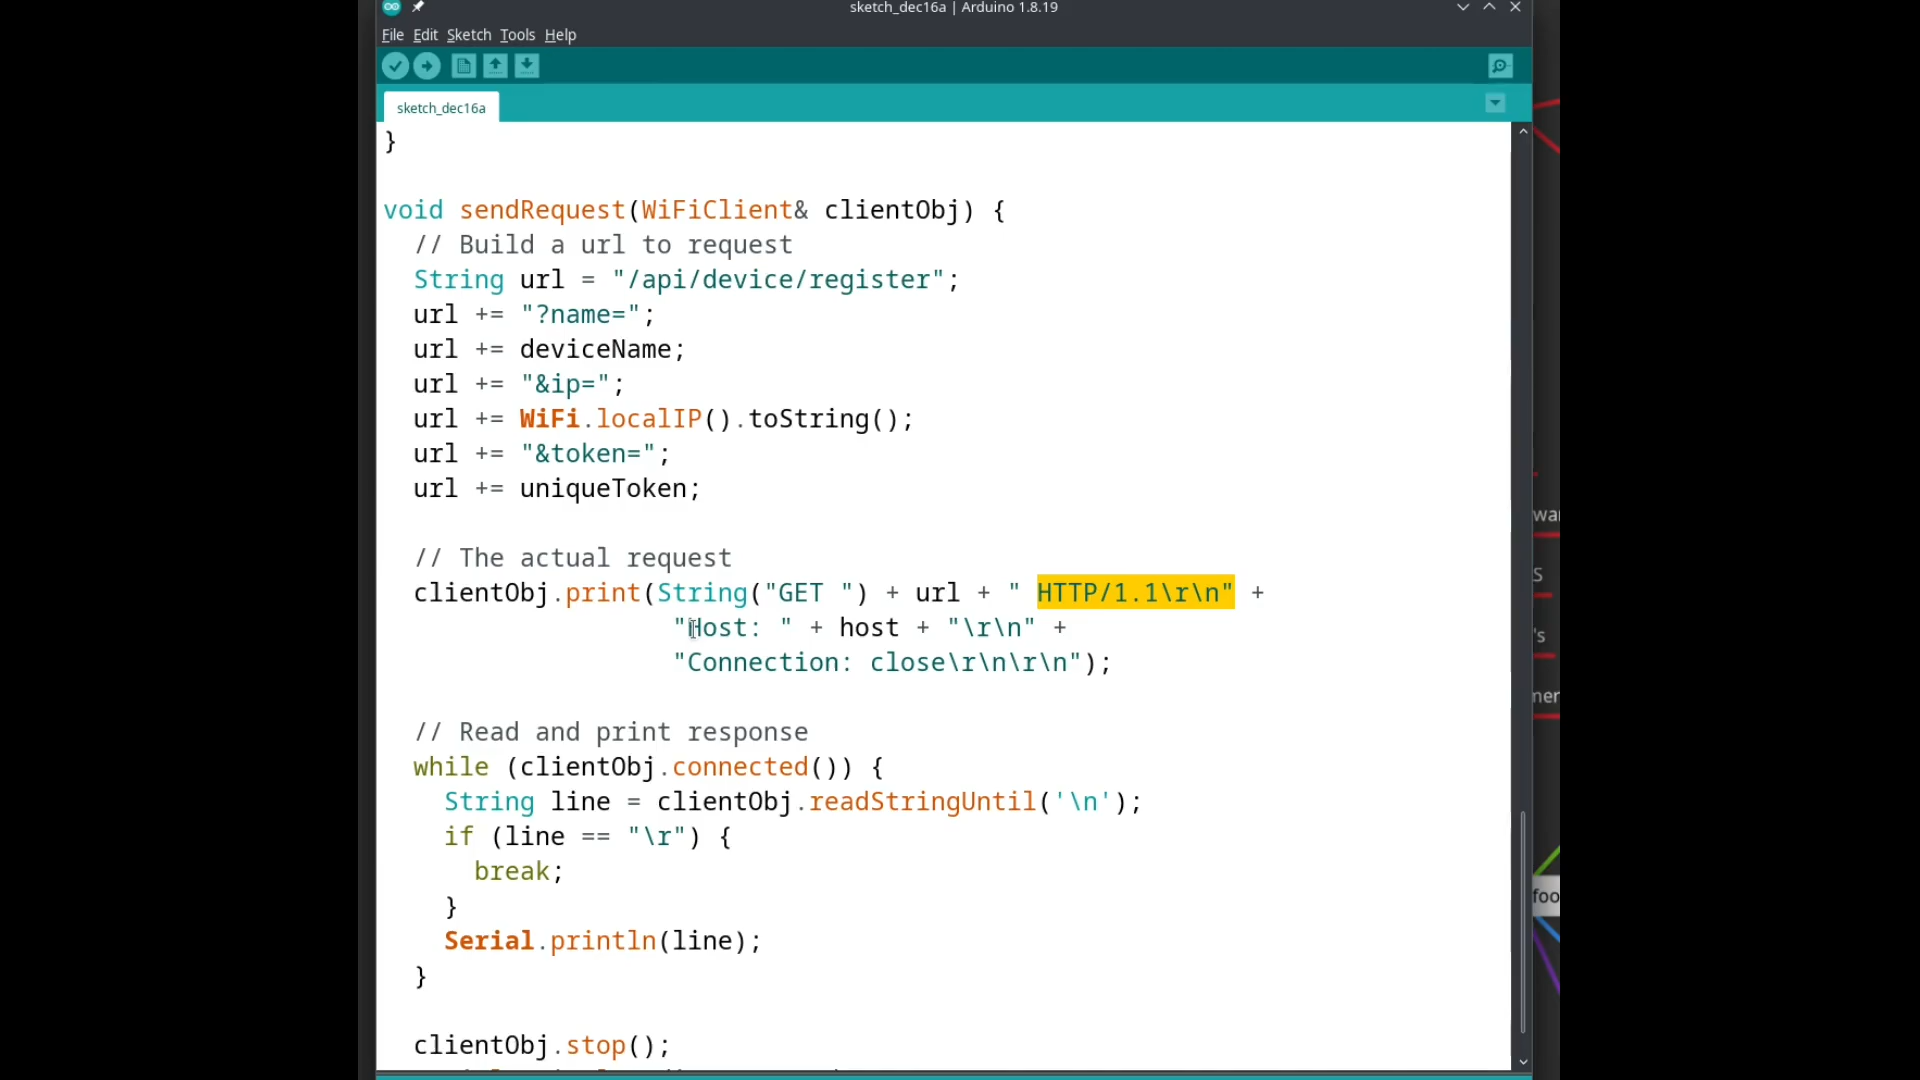 sketch_dec16a | Arduino 1.8.19
File Edit Sketch Tools Help
sketch_dec16a
}
void sendRequest(WiFiClient& clientObj) {
// Build a url to request
String url = "/api/device/register";
url += "?name=";
url += deviceName;
url += "&ip=";
url += WiFi.localIP().toString();
url += "&token=";
url += uniqueToken;
// The actual request
clientObj.print(String("GET ") + url + " HTTP/1.1\r\n" +
"Host: " + host + "\r\n" +
"Connection: close\r\n\r\n");
// Read and print response
while (clientObj.connected()) {
String line = clientObj.readStringUntil('\n');
if (line == "\r") {
break;
}
Serial.println(line);
}
clientObj.stop();
S
's
foo